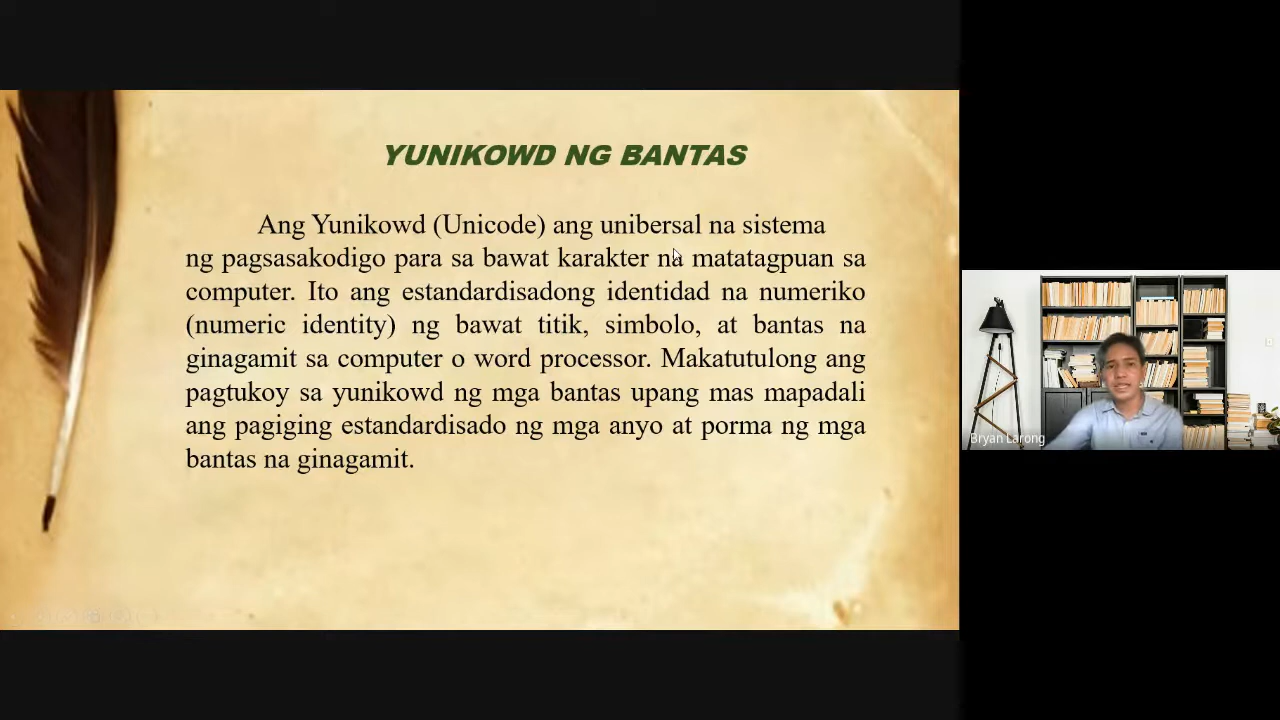 YUNIKOWD NG BANTAS
Ang Yunikowd (Unicode) ang unibersal na sistema
ng pagsasakodigo para sa bawat karakter na matatagpuan sa
computer. Ito ang estandardisadong identidad na numeriko
(numeric identity) ng bawat titik, simbolo, at bantas na
ginagamit sa computer o word processor. Makatutulong ang
pagtukoy sa yunikowd ng mga bantas upang mas mapadali
ang pagiging estandardisado ng mga anyo at porma ng mga
bantas na ginagamit.
Bryan Larong